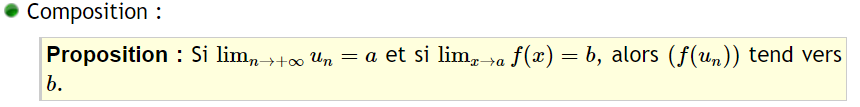 Composition :
Proposition : Si lim_{n→+∞} u_n = a et si lim_{x→a} f(x) = b, alors (f(u_n)) tend vers
b.